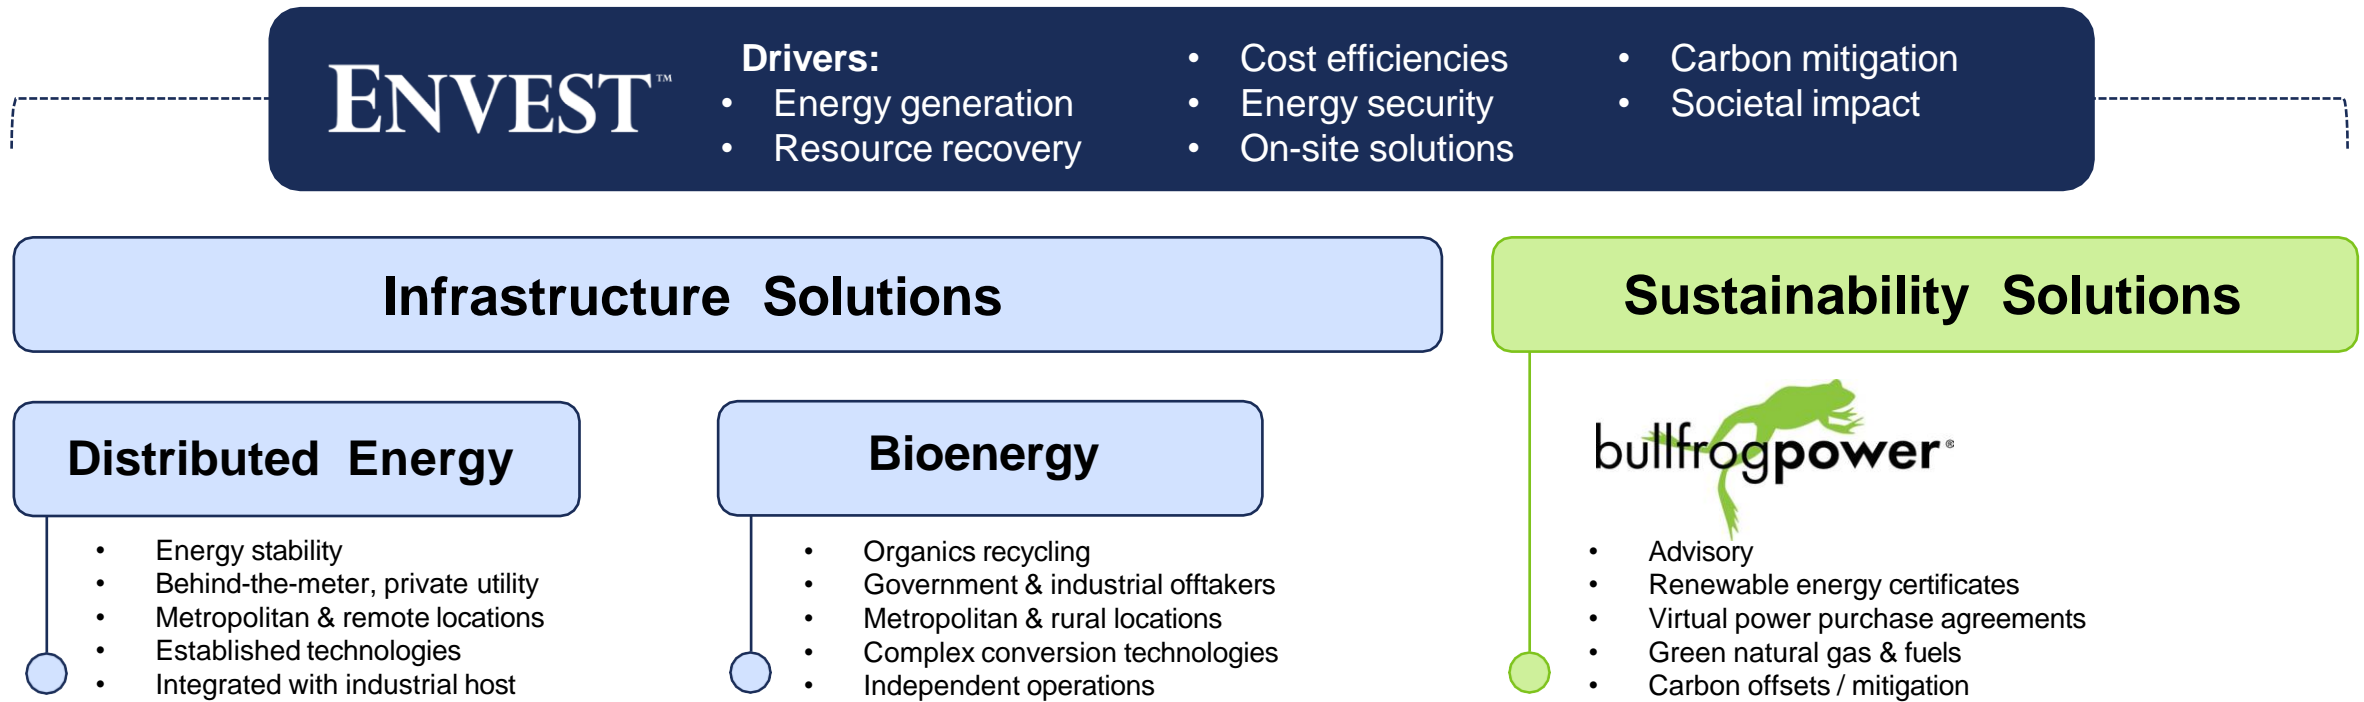 ENVEST™
Drivers:
• Energy generation
• Resource recovery
• Cost efficiencies
• Energy security
• On-site solutions
• Carbon mitigation
• Societal impact
Infrastructure Solutions
Sustainability Solutions
Distributed Energy
• Energy stability
• Behind-the-meter, private utility
• Metropolitan & remote locations
• Established technologies
• Integrated with industrial host
Bioenergy
• Organics recycling
• Government & industrial offtakers
• Metropolitan & rural locations
• Complex conversion technologies
• Independent operations
bullfrogpower®
• Advisory
• Renewable energy certificates
• Virtual power purchase agreements
• Green natural gas & fuels
• Carbon offsets / mitigation